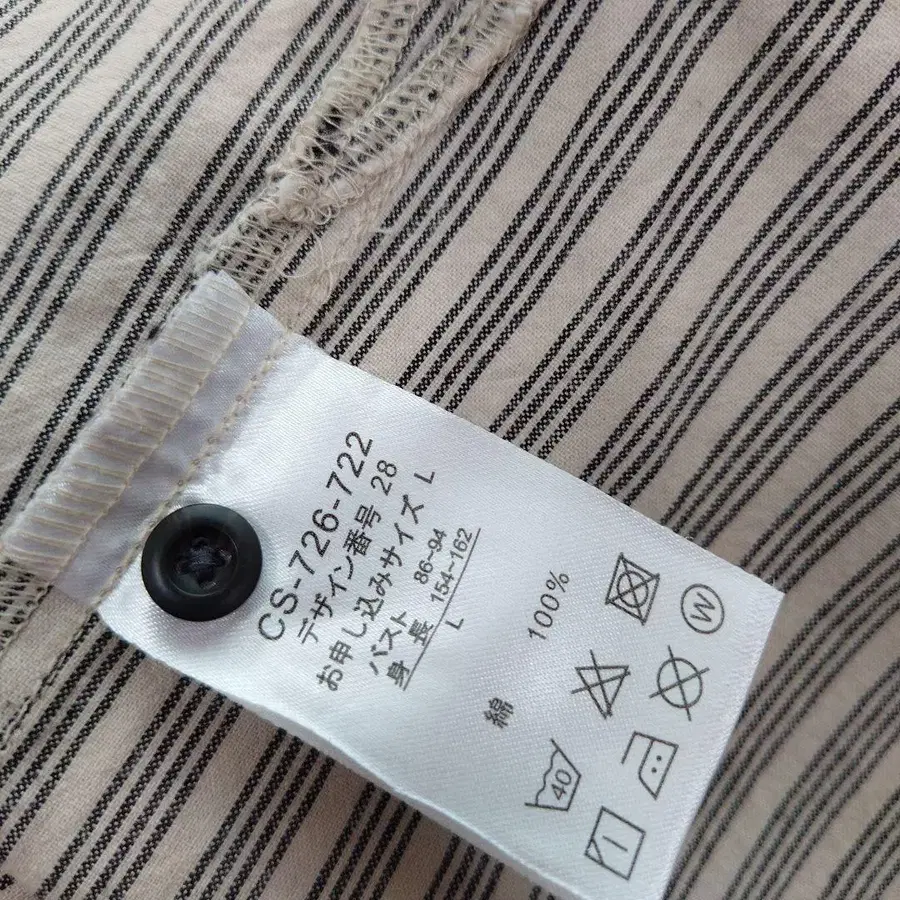 CS-726-722
デザイン番号 28
お申し込みサイズ L
バスト 86~94
身 長 154~162
L
綿 100%
40
W